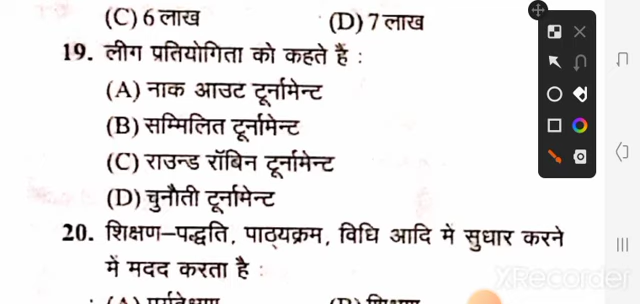 (C) 6 लाख (D) 7 लाख
19. लीग प्रतियोगिता को कहते हैं :
(A) नाक आउट टूर्नामेन्ट
(B) सम्मिलित टूर्नामेन्ट
(C) राउन्ड रॉबिन टूर्नामेन्ट
(D) चुनौती टूर्नामेन्ट
20. शिक्षण-पद्धति, पाठ्यक्रम, विधि आदि में सुधार करने
में मदद करता है :
XRecorder